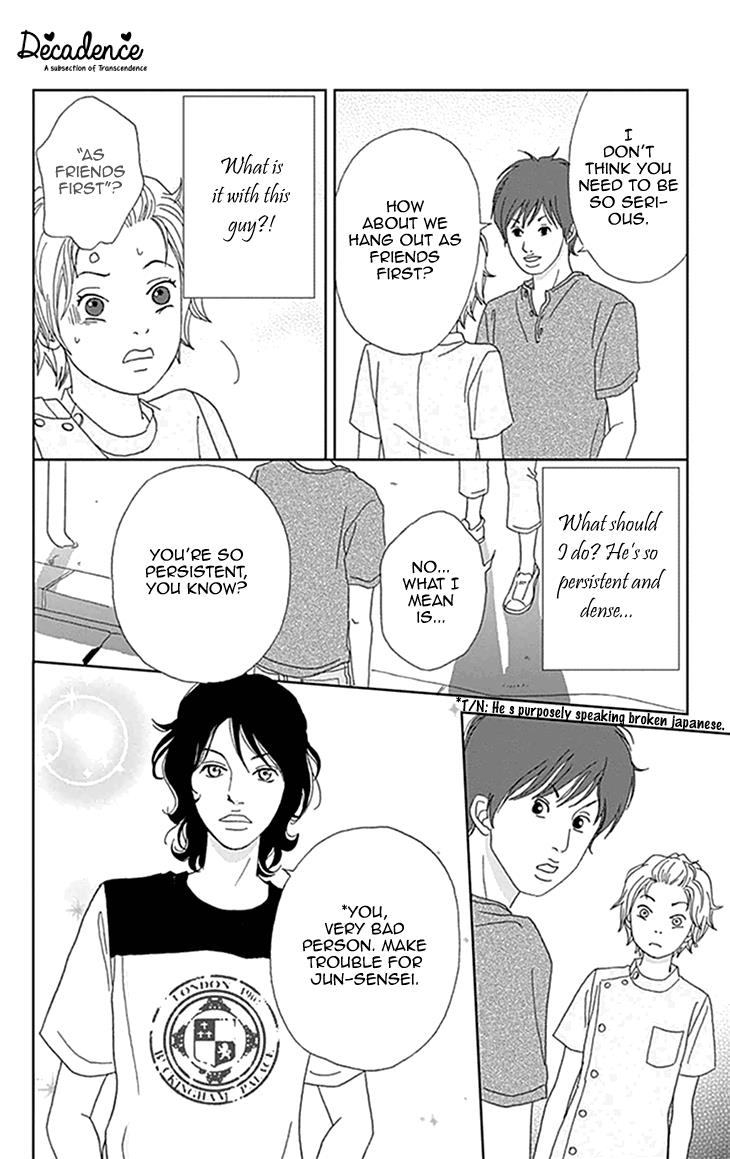 Decadence
A subsection of Transcendence
I
DON'T
THINK YOU
NEED TO BE
SO SERI-
OUS.
HOW
ABOUT WE
HANG OUT AS
FRIENDS
FIRST?
What is
it with this
guy?!
"AS
FRIENDS
FIRST"?
What should
I do? He's so
persistent and
dense...
NO...
WHAT I
MEAN
IS...
YOU'RE SO
PERSISTENT,
YOU KNOW?
*T/N: He s purposely speaking broken japanese.
*YOU,
VERY BAD
PERSON. MAKE
TROUBLE FOR
JUN-SENSEI.
LONDON
BUCKINGHAM PALACE